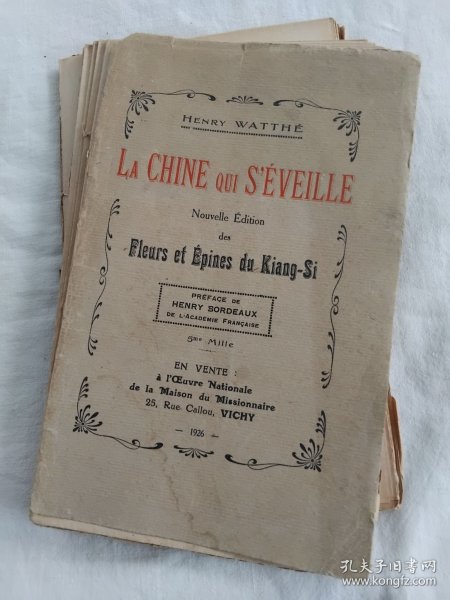 HENRY WATTHÉ
LA CHINE QUI S'ÉVEILLE
Nouvelle Édition
des
Fleurs et Épines du Kiang-Si
PRÉFACE DE
HENRY BORDEAUX
DE L'ACADEMIE FRANÇAISE
5me Mille
EN VENTE :
à l'Œuvre Nationale
de la Maison du Missionnaire
25, Rue Callou, VICHY
— 1926 —
孔夫子旧书网
www.kongfz.com